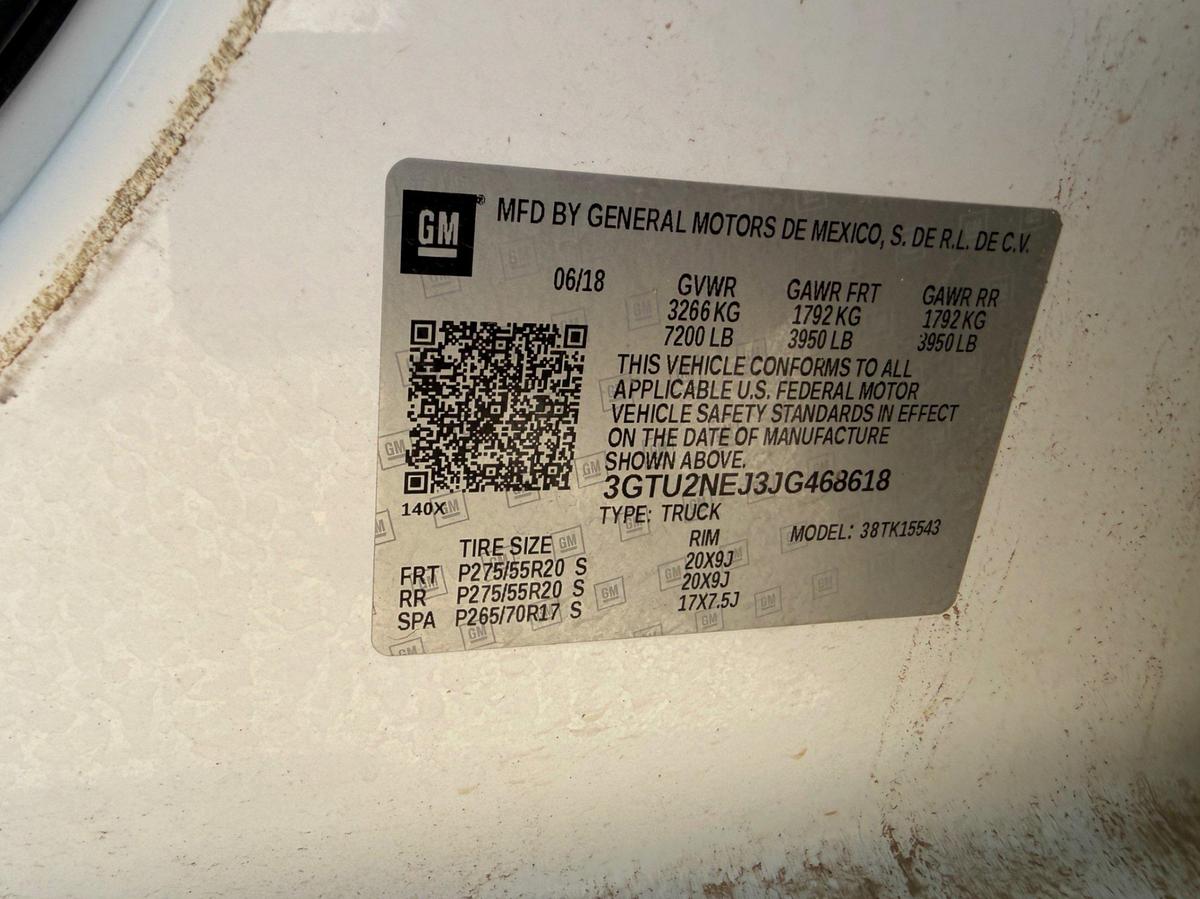 GM® MFD BY GENERAL MOTORS DE MEXICO, S. DE R.L. DE C.V.
06/18 GVWR GAWR FRT GAWR RR
3266 KG 1792 KG 1792 KG
7200 LB 3950 LB 3950 LB
THIS VEHICLE CONFORMS TO ALL
APPLICABLE U.S. FEDERAL MOTOR
VEHICLE SAFETY STANDARDS IN EFFECT
ON THE DATE OF MANUFACTURE
SHOWN ABOVE.
3GTU2NEJ3JG468618
140X TYPE: TRUCK MODEL: 38TK15543
TIRE SIZE RIM
FRT P275/55R20 S 20X9J
RR P275/55R20 S 20X9J
SPA P265/70R17 S 17X7.5J